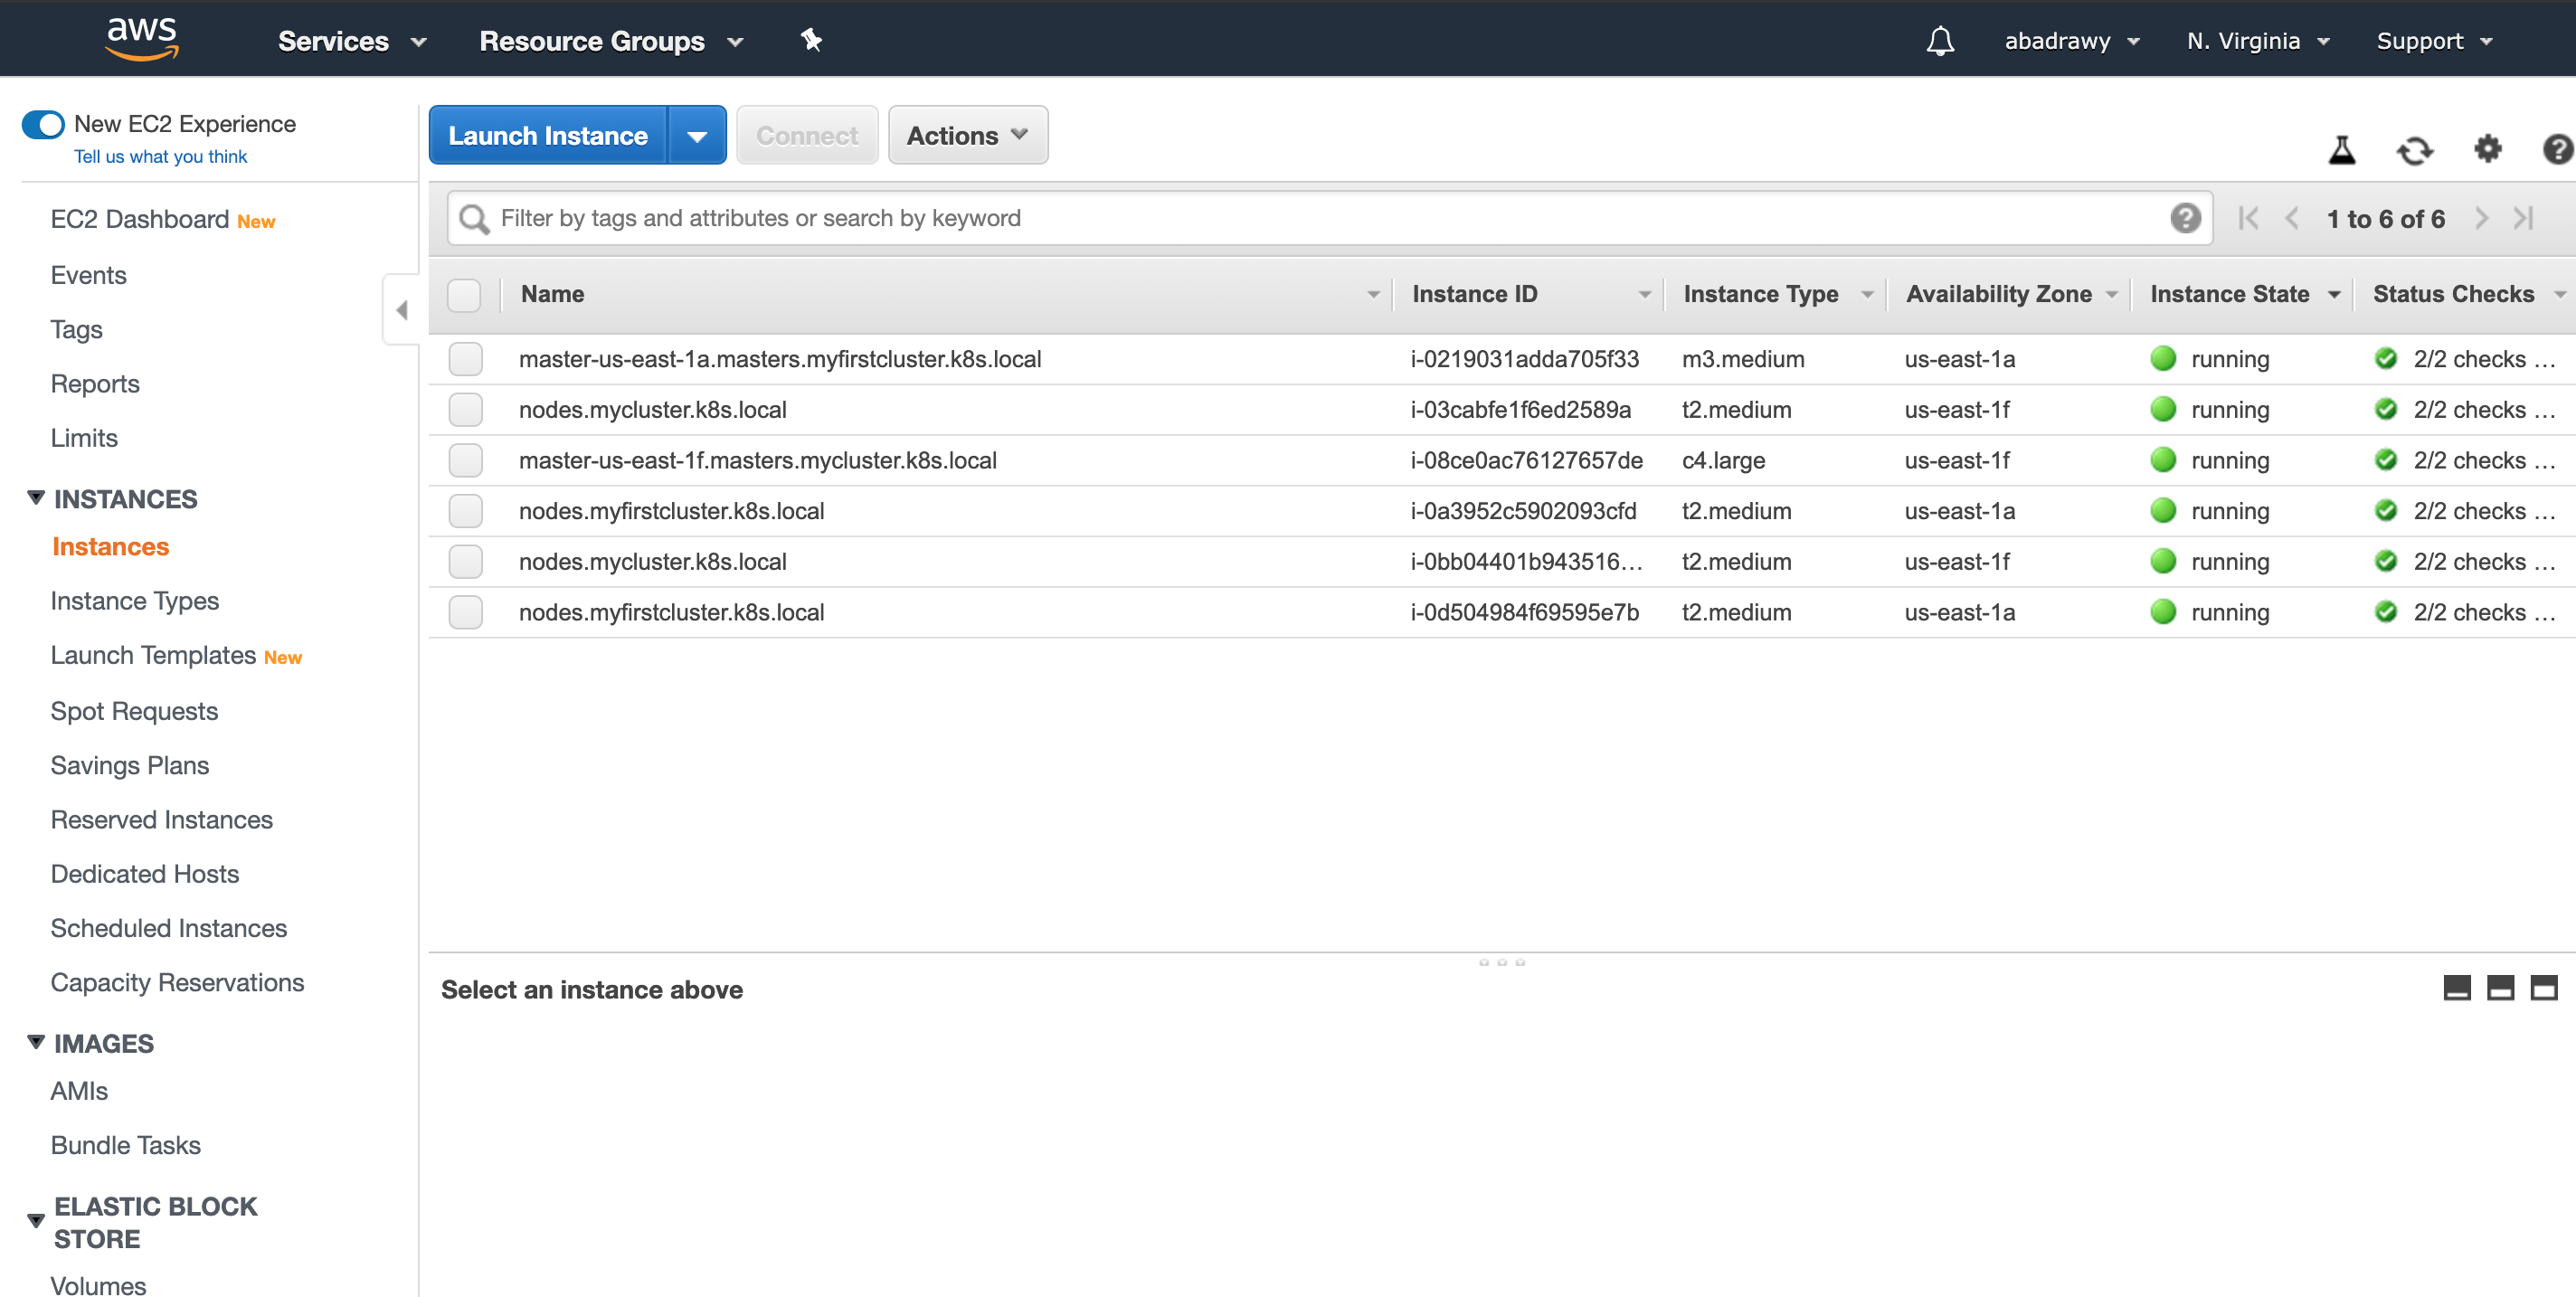 aws Services Resource Groups abadrawy N. Virginia Support
New EC2 Experience
Tell us what you think
EC2 Dashboard New
Events
Tags
Reports
Limits
INSTANCES
Instances
Instance Types
Launch Templates New
Spot Requests
Savings Plans
Reserved Instances
Dedicated Hosts
Scheduled Instances
Capacity Reservations
IMAGES
AMIs
Bundle Tasks
ELASTIC BLOCK
STORE
Volumes
Launch Instance Connect Actions
Filter by tags and attributes or search by keyword 1 to 6 of 6
Name Instance ID Instance Type Availability Zone Instance State Status Checks
master-us-east-1a.masters.myfirstcluster.k8s.local i-0219031adda705f33 m3.medium us-east-1a running 2/2 checks ...
nodes.mycluster.k8s.local i-03cabfe1f6ed2589a t2.medium us-east-1f running 2/2 checks ...
master-us-east-1f.masters.mycluster.k8s.local i-08ce0ac76127657de c4.large us-east-1f running 2/2 checks ...
nodes.myfirstcluster.k8s.local i-0a3952c5902093cfd t2.medium us-east-1a running 2/2 checks ...
nodes.mycluster.k8s.local i-0bb04401b943516... t2.medium us-east-1f running 2/2 checks ...
nodes.myfirstcluster.k8s.local i-0d504984f69595e7b t2.medium us-east-1a running 2/2 checks ...
Select an instance above